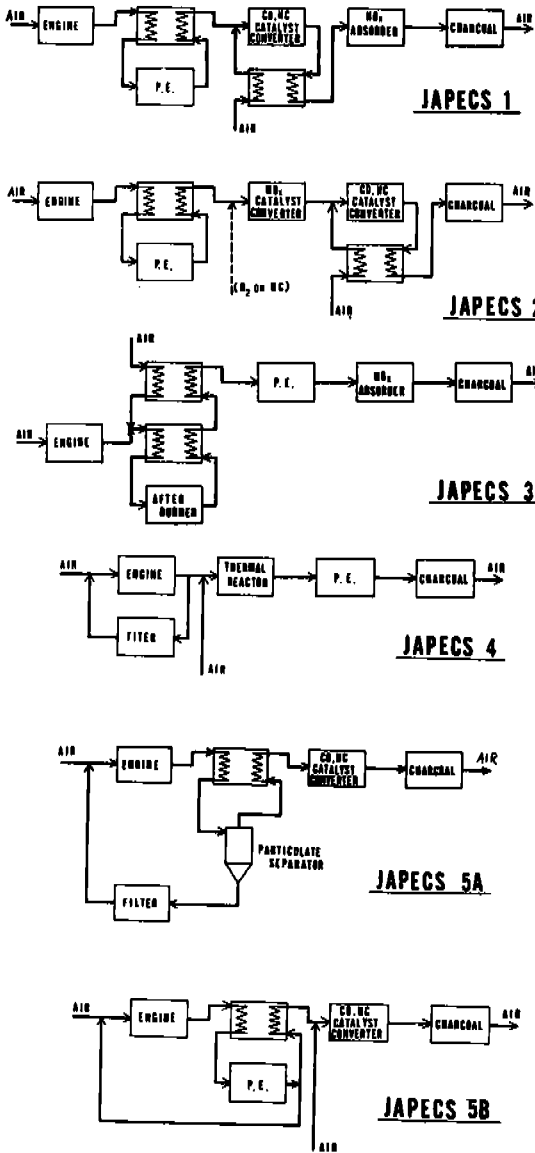 AIR
ENGINE
P.E.
CO,HC
CATALYST
CONVERTER
AIR
NOx
ABSORBER
CHARCOAL
AIR
JAPECS 1
AIR
ENGINE
P.E.
(H2 OR HC)
NOx
CATALYST
CONVERTER
CO,HC
CATALYST
CONVERTER
AIR
CHARCOAL
AIR
JAPECS 2
AIR
AIR
ENGINE
AFTER
BURNER
P.E.
NOx
ABSORBER
CHARCOAL
JAPECS 3
AIR
ENGINE
FITER
AIR
THERMAL
REACTOR
P.E.
CHARCOAL
AIR
JAPECS 4
AIR
ENGINE
FILTER
PARTICULATE
SEPARATOR
CO,HC
CATALYST
CONVERTER
CHARCOAL
AIR
JAPECS 5A
AIR
ENGINE
P.E.
AIR
CO,HC
CATALYST
CONVERTER
CHARCOAL
AIR
JAPECS 5B